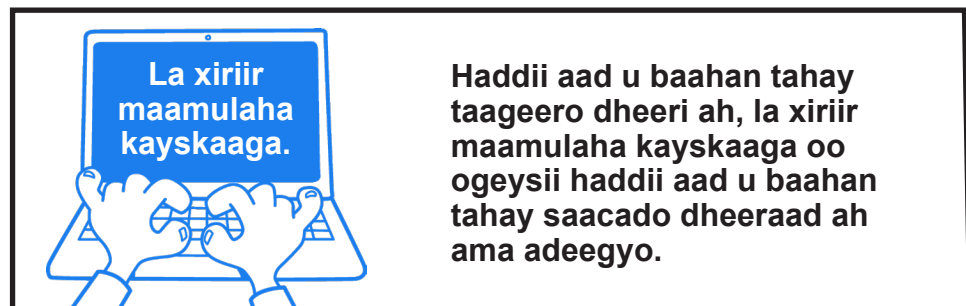 La xiriir
maamulaha
kayskaaga.
Haddii aad u baahan tahay
taageero dheeri ah, la xiriir
maamulaha kayskaaga oo
ogeysii haddii aad u baahan
tahay saacado dheeraad ah
ama adeegyo.